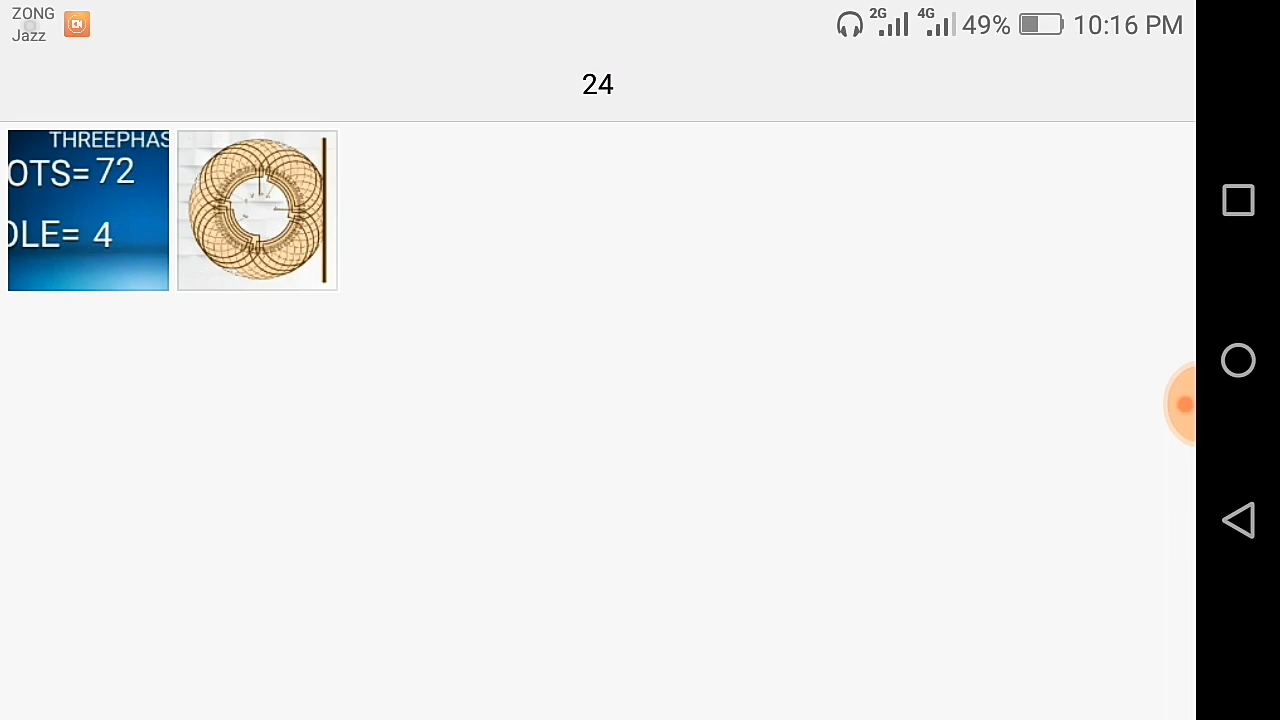 ZONG
Jazz
2G
4G
49%
10:16 PM
24
THREEPHAS
OTS= 72
OLE= 4